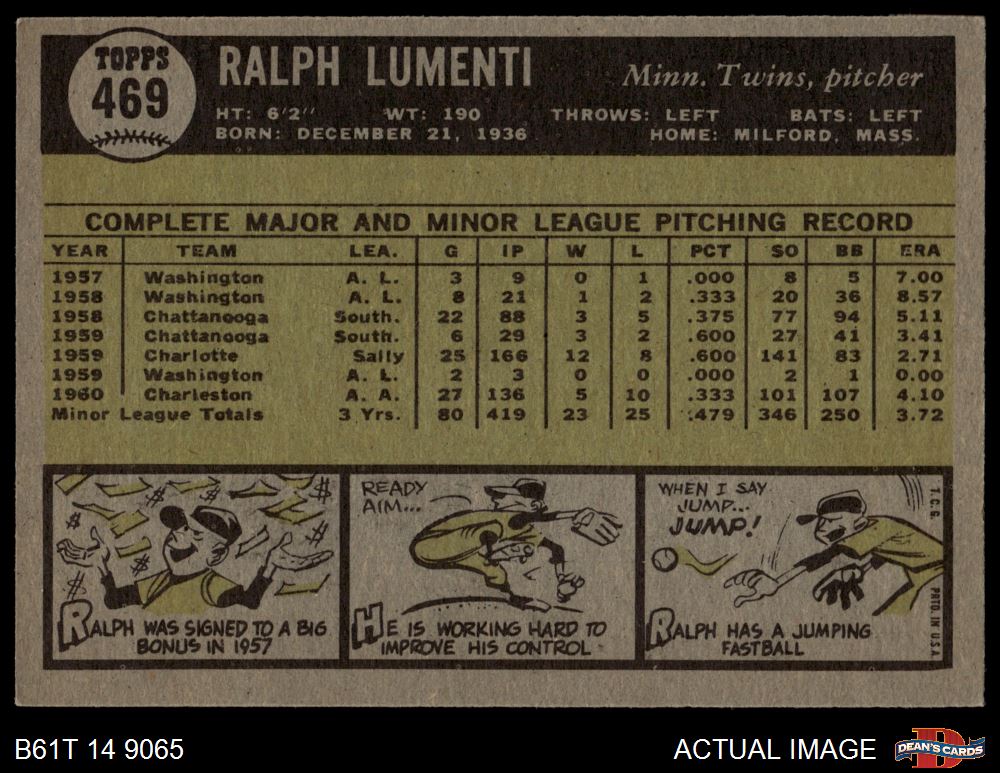 TOPPS
469
RALPH LUMENTI
Minn. Twins, pitcher
HT: 6'2" WT: 190 THROWS: LEFT BATS: LEFT
BORN: DECEMBER 21, 1936 HOME: MILFORD, MASS.
COMPLETE MAJOR AND MINOR LEAGUE PITCHING RECORD
YEAR TEAM LEA. G IP W L PCT SO BB ERA
1957 Washington A. L. 3 9 0 1 .000 8 5 7.00
1958 Washington A. L. 8 21 1 2 .333 20 36 8.57
1958 Chattanooga South. 22 88 3 5 .375 77 94 5.11
1959 Chattanooga South. 6 29 3 2 .600 27 41 3.41
1959 Charlotte Sally 25 166 12 8 .600 141 83 2.71
1959 Washington A. L. 2 3 0 0 .000 2 1 0.00
1960 Charleston A. A. 27 136 5 10 .333 101 107 4.10
Minor League Totals 3 Yrs. 80 419 23 25 .479 346 250 3.72
$ $ $ $ $
RALPH WAS SIGNED TO A BIG
BONUS IN 1957
READY
AIM...
HE IS WORKING HARD TO
IMPROVE HIS CONTROL
WHEN I SAY
JUMP...
JUMP!
RALPH HAS A JUMPING
FASTBALL
T.C.G.
PRTD. IN U.S.A.
B61T 14 9065
ACTUAL IMAGE
D
DEAN'S CARDS